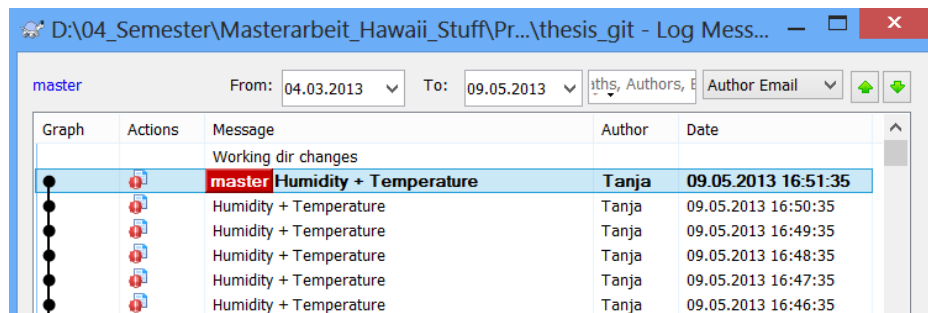 D:\04_Semester\Masterarbeit_Hawaii_Stuff\Pr...\thesis_git - Log Mess...
master From: 04.03.2013 To: 09.05.2013 Authors, Author Email
Graph Actions Message Author Date
Working dir changes
master Humidity + Temperature Tanja 09.05.2013 16:51:35
Humidity + Temperature Tanja 09.05.2013 16:50:35
Humidity + Temperature Tanja 09.05.2013 16:49:35
Humidity + Temperature Tanja 09.05.2013 16:48:35
Humidity + Temperature Tanja 09.05.2013 16:47:35
Humidity + Temperature Tanja 09.05.2013 16:46:35